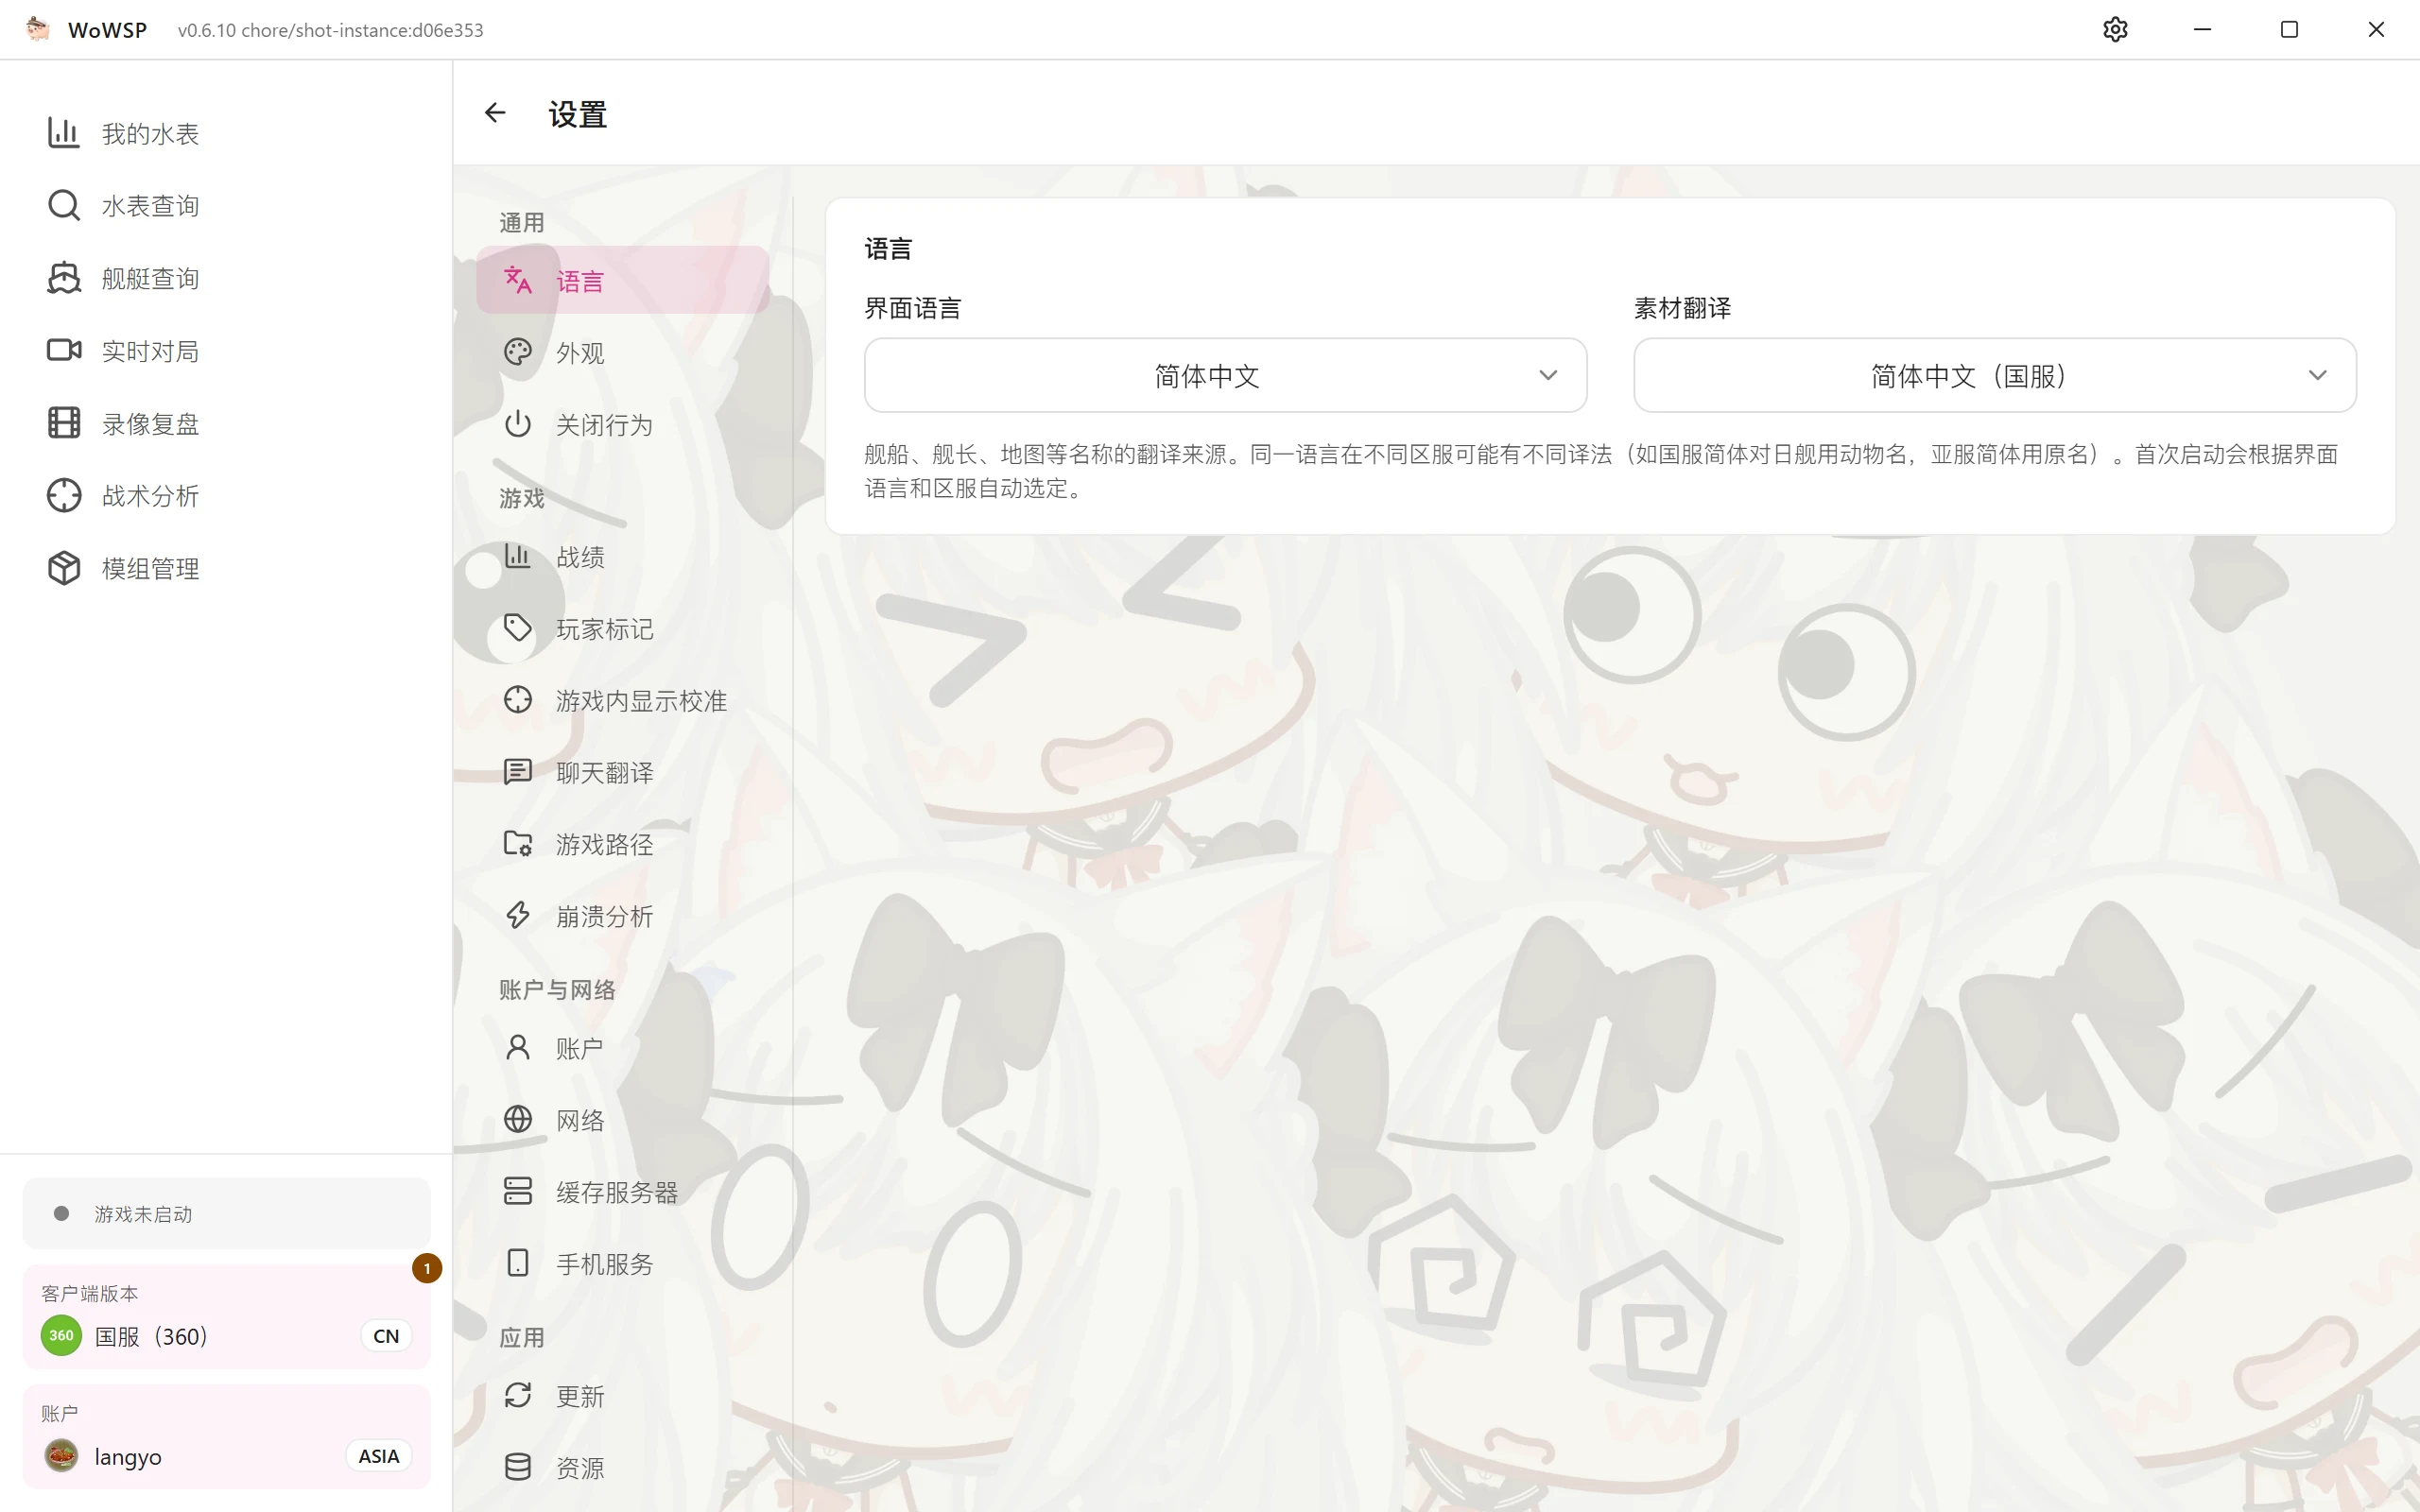 WoWSP v0.6.10 chore/shot-instance:d06e353
我的水表
水表查询
舰艇查询
实时对局
录像复盘
战术分析
模组管理
游戏未启动
1
客户端版本
360 国服（360） CN
账户
langyo ASIA
设置
通用
语言
外观
关闭行为
游戏
战绩
玩家标记
游戏内显示校准
聊天翻译
游戏路径
崩溃分析
账户与网络
账户
网络
缓存服务器
手机服务
应用
更新
资源
语言
界面语言
简体中文
素材翻译
简体中文（国服）
舰船、舰长、地图等名称的翻译来源。同一语言在不同区服可能有不同译法（如国服简体对日舰用动物名，亚服简体用原名）。首次启动会根据界面
语言和区服自动选定。